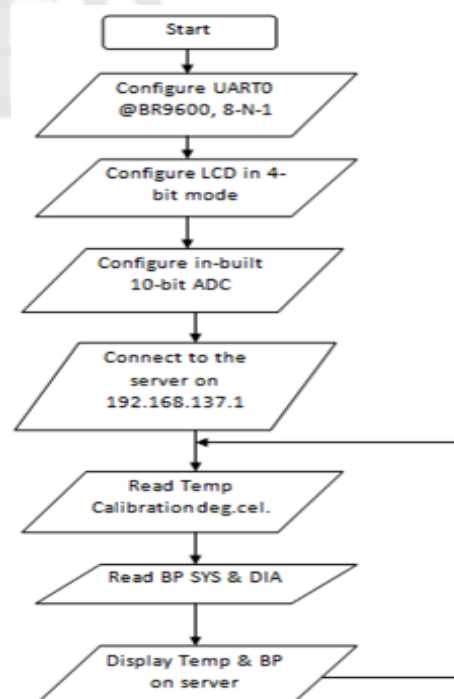 Start
Configure UART0
@BR9600, 8-N-1
Configure LCD in 4-
bit mode
Configure in-built
10-bit ADC
Connect to the
server on
192.168.137.1
Read Temp
Calibration deg.cel.
Read BP SYS & DIA
Display Temp & BP
on server